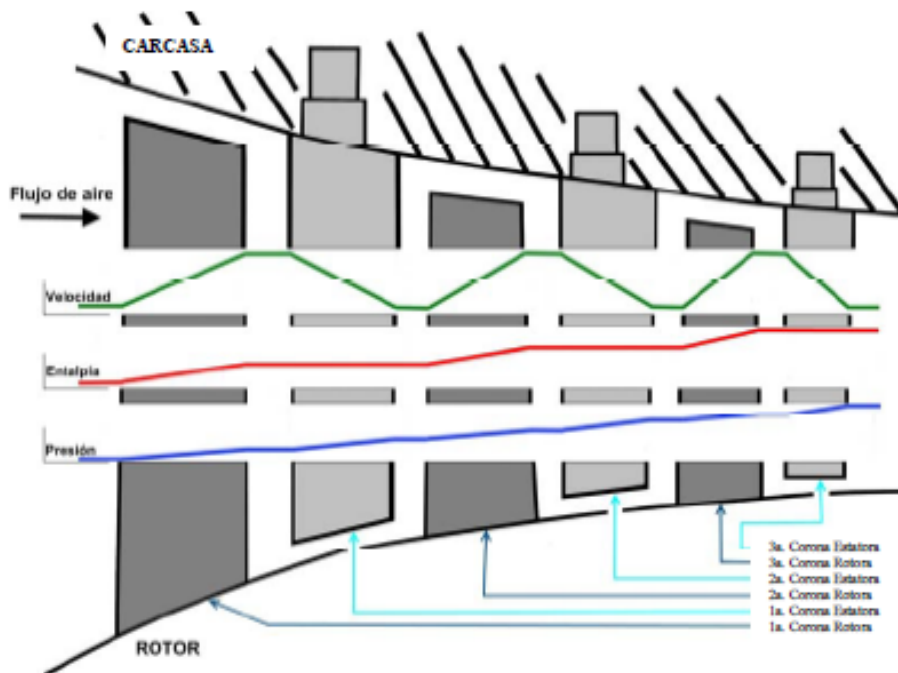 CARCASA
Flujo de aire
Velocidad
Entalpía
Presión
3a. Corona Estatora
3a. Corona Rotora
2a. Corona Estatora
2a. Corona Rotora
1a. Corona Estatora
1a. Corona Rotora
ROTOR